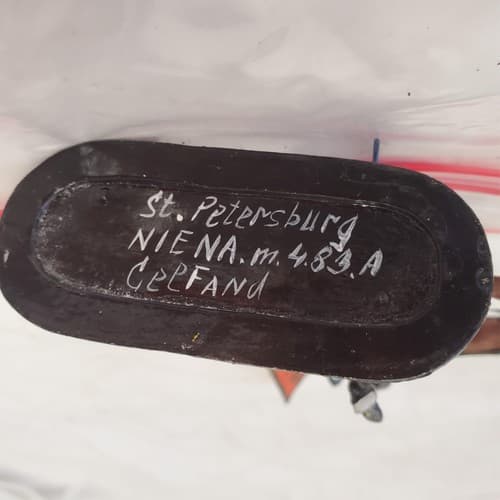 St. Petersburg
NIENA.m.4.83.A
GELFAND